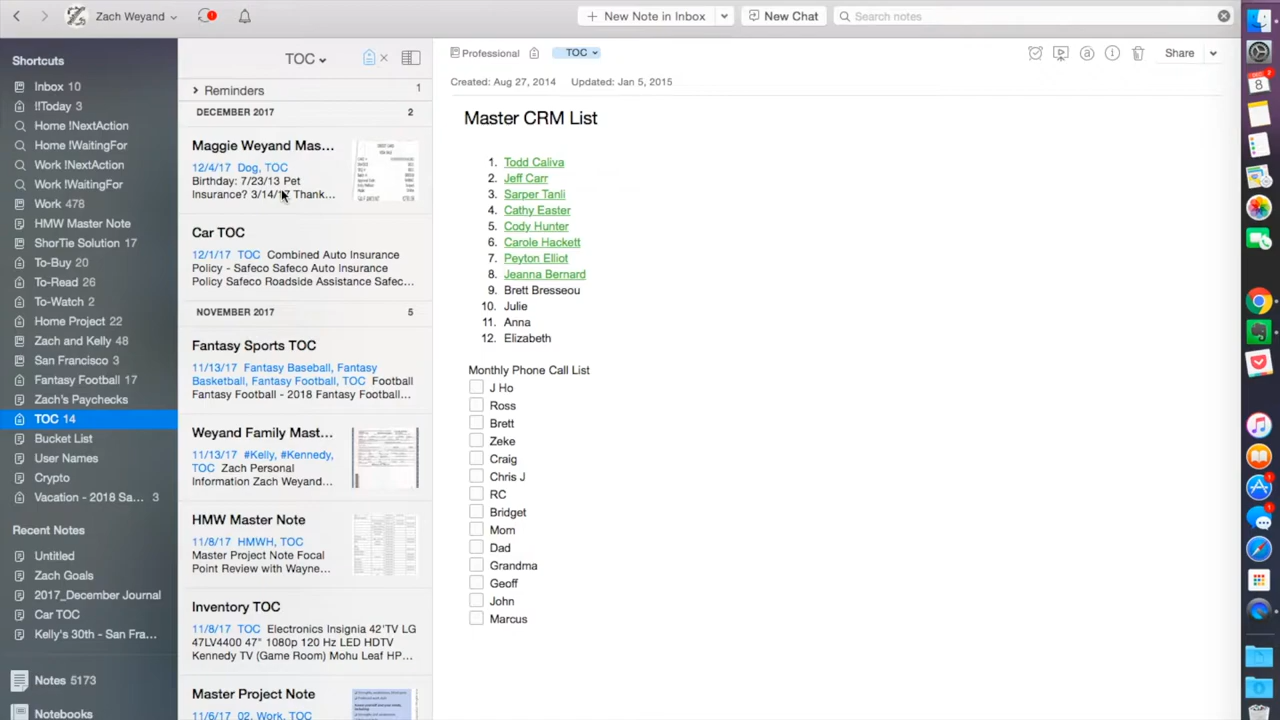 Zach Weyand
New Note in Inbox
New Chat
Search notes
Shortcuts
Inbox 10
!!Today 3
Home !NextAction
Home !WaitingFor
Work !NextAction
Work !WaitingFor
Work 478
HMW Master Note
ShorTie Solution 17
To-Buy 20
To-Read 26
To-Watch 2
Home Project 22
Zach and Kelly 48
San Francisco 3
Fantasy Football 17
Zach's Paychecks
TOC 14
Bucket List
User Names
Crypto
Vacation - 2018 Sa... 3
Recent Notes
Untitled
Zach Goals
2017_December Journal
Car TOC
Kelly's 30th - San Fra...
Notes 5173
Notebooks
TOC
Reminders 1
DECEMBER 2017 2
Maggie Weyand Mas...
12/4/17 Dog, TOC
Birthday: 7/23/13 Pet
Insurance? 3/14/
Thank...
Car TOC
12/1/17 TOC Combined Auto Insurance
Policy - Safeco Safeco Auto Insurance
Policy Safeco Roadside Assistance Safec...
NOVEMBER 2017 5
Fantasy Sports TOC
11/13/17 Fantasy Baseball, Fantasy
Basketball, Fantasy Football, TOC Football
Fantasy Football - 2018 Fantasy Football...
Weyand Family Mast...
11/13/17 #Kelly, #Kennedy,
TOC Zach Personal
Information Zach Weyand...
HMW Master Note
11/8/17 HMWH, TOC
Master Project Note Focal
Point Review with Wayne...
Inventory TOC
11/8/17 TOC Electronics Insignia 42'TV LG
47LV4400 47" 1080p 120 Hz LED HDTV
Kennedy TV (Game Room) Mohu Leaf HP...
Master Project Note
11/6/17 02. Work, TOC
Professional
TOC
Share
Created: Aug 27, 2014 Updated: Jan 5, 2015
Master CRM List
1. Todd Caliva
2. Jeff Carr
3. Sarper Tanli
4. Cathy Easter
5. Cody Hunter
6. Carole Hackett
7. Peyton Elliot
8. Jeanna Bernard
9. Brett Bresseou
10. Julie
11. Anna
12. Elizabeth
Monthly Phone Call List
J Ho
Ross
Brett
Zeke
Craig
Chris J
RC
Bridget
Mom
Dad
Grandma
Geoff
John
Marcus
8
2
1
1